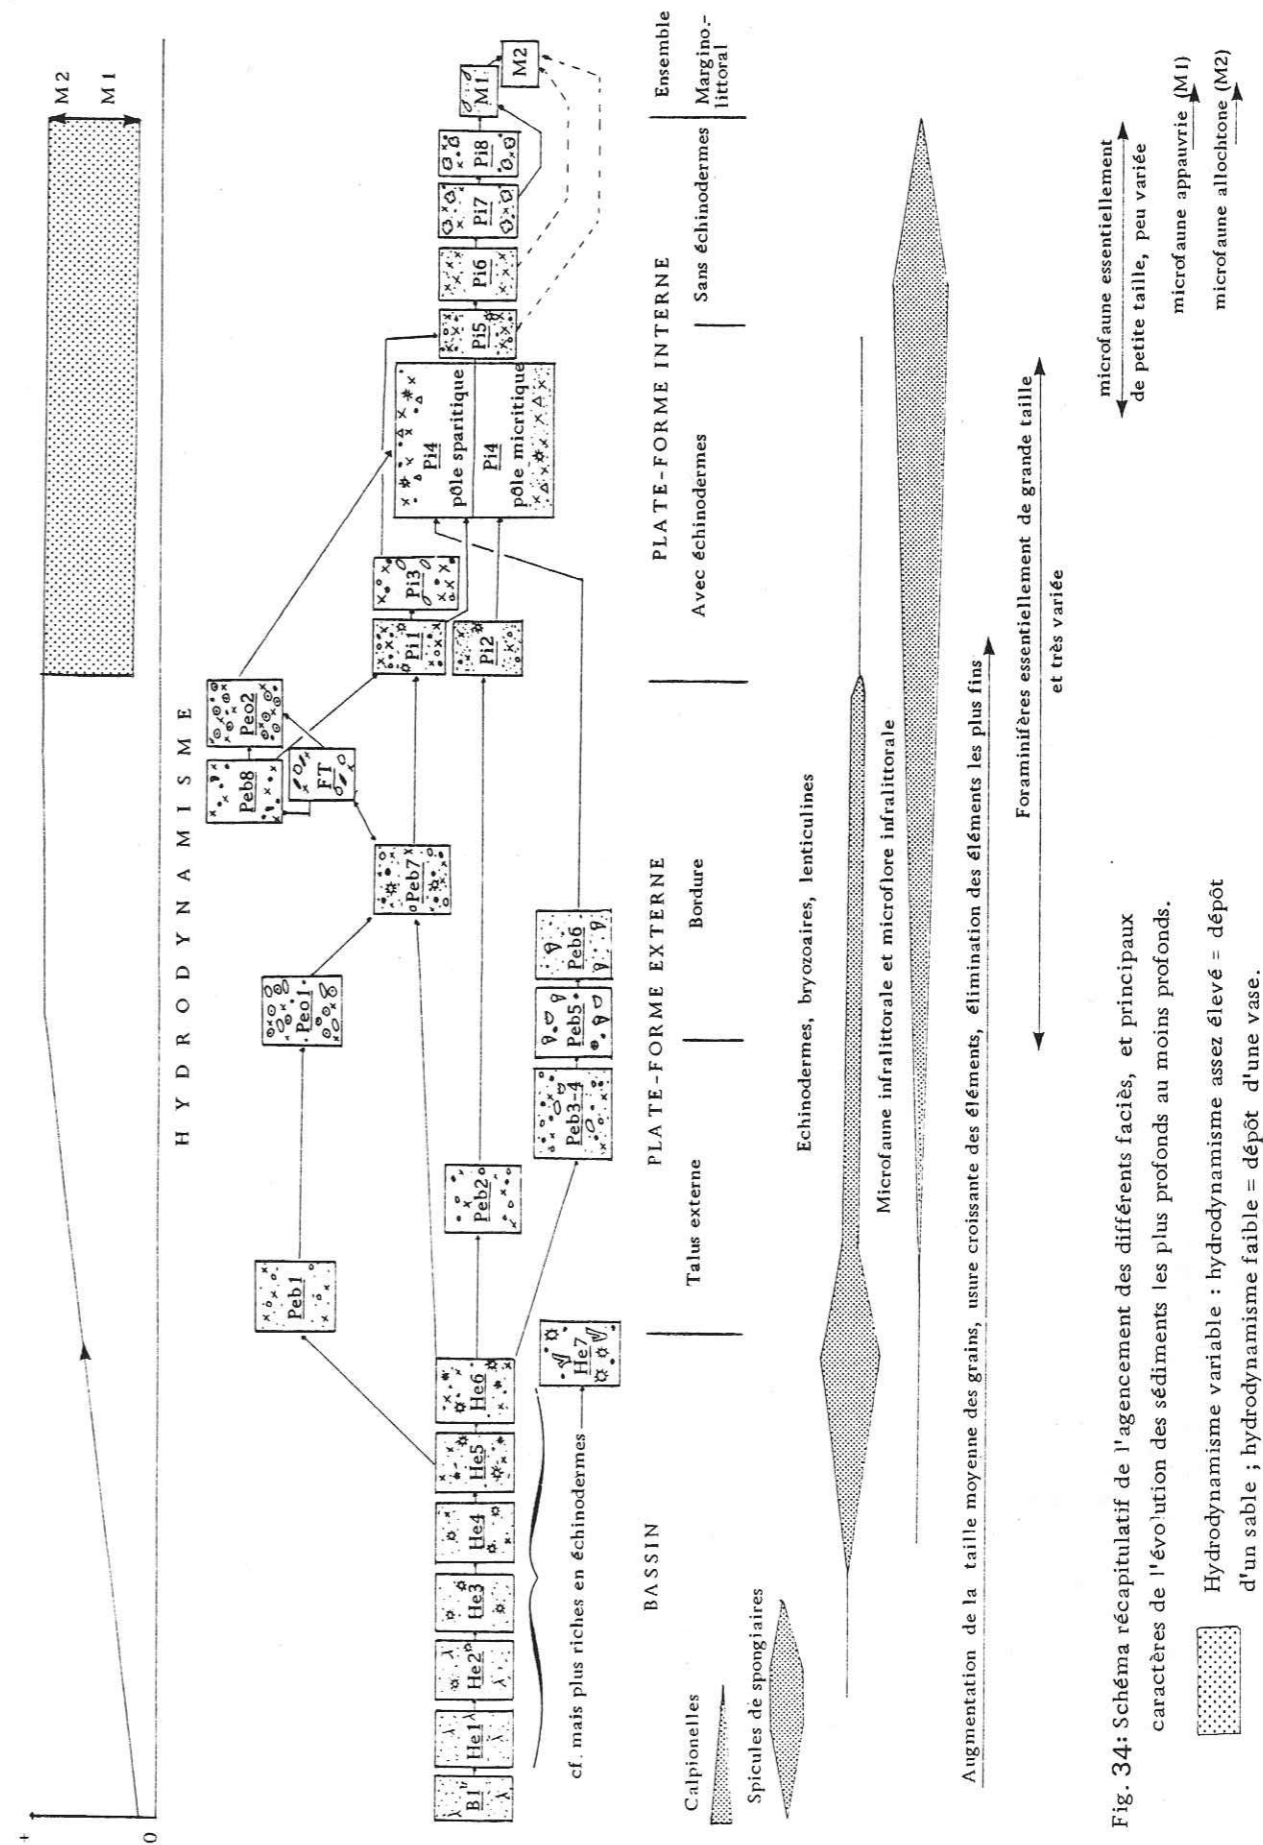 +
0
M2
M1
HYDRODYNAMISME
B1
He1
He2
He3
He4
He5
He6
He7
cf. mais plus riches en échinodermes
Peb1
Peo1
Peb2
Peb3-4
Peb5
Peb6
Peb7
Peb8
FT
Peo2
Pi1
Pi2
Pi3
Pi4
pôle sparitique
Pi4
pôle micritique
Pi5
Pi6
Pi7
Pi8
M1
M2
BASSIN
PLATE-FORME EXTERNE
Talus externe
Bordure
PLATE-FORME INTERNE
Avec échinodermes
Sans échinodermes
Ensemble
Margino.-
littoral
Calpionelles
Spicules de spongiaires
Echinodermes, bryozoaires, lenticulines
Microfaune infralittorale et microflore infralittorale
Augmentation de la taille moyenne des grains, usure croissante des éléments, élimination des éléments les plus fins
Foraminifères essentiellement de grande taille
et très variée
microfaune essentiellement
de petite taille, peu variée
microfaune appauvrie (M1)
microfaune allochtone (M2)
Fig. 34: Schéma récapitulatif de l'agencement des différents faciès, et principaux
caractères de l'évolution des sédiments les plus profonds au moins profonds.
Hydrodynamisme variable : hydrodynamisme assez élevé = dépôt
d'un sable ; hydrodynamisme faible = dépôt d'une vase.